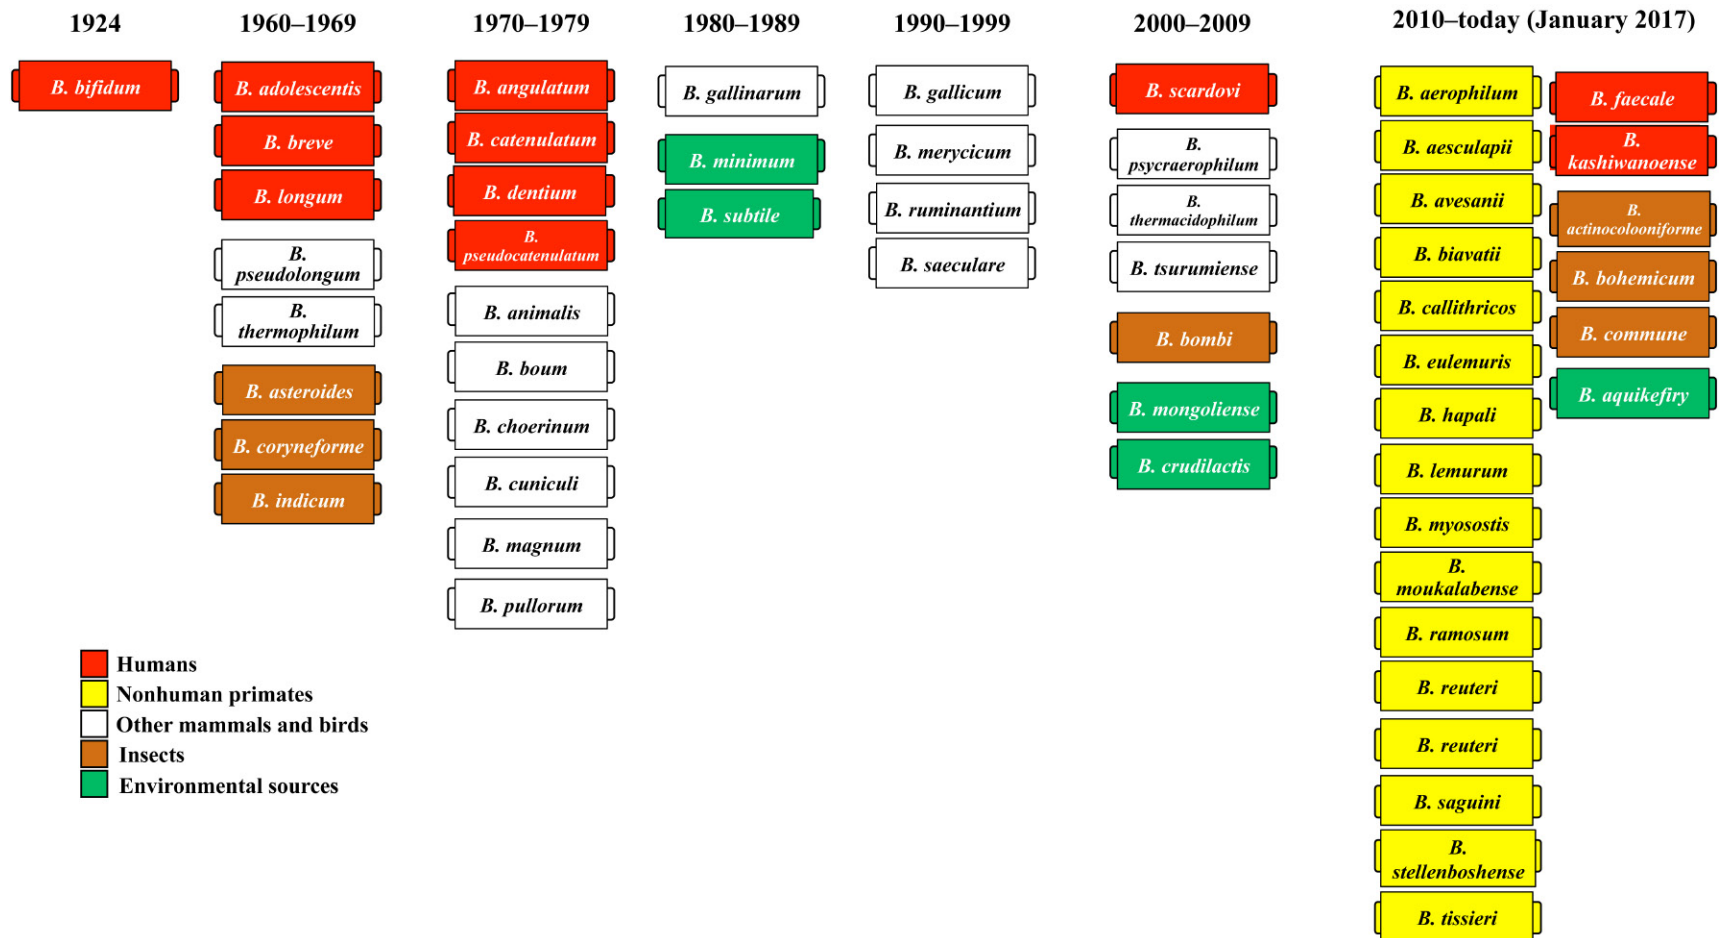 1924
B. bifidum
1960–1969
B. adolescentis
B. breve
B. longum
B.
pseudolongum
B.
thermophilum
B. asteroides
B. coryneforme
B. indicum
1970–1979
B. angulatum
B. catenulatum
B. dentium
B.
pseudocatenulatum
B. animalis
B. boum
B. choerinum
B. cuniculi
B. magnum
B. pullorum
1980–1989
B. gallinarum
B. minimum
B. subtile
1990–1999
B. gallicum
B. merycicum
B. ruminantium
B. saeculare
2000–2009
B. scardovi
B.
psycraerophilum
B.
thermacidophilum
B. tsurumiense
B. bombi
B. mongoliense
B. crudilactis
2010–today (January 2017)
B. aerophilum
B. aesculapii
B. avesanii
B. biavatii
B. callithricos
B. eulemuris
B. hapali
B. lemurum
B. myosostis
B.
moukalabense
B. ramosum
B. reuteri
B. reuteri
B. saguini
B.
stellenboshense
B. tissieri
B. faecale
B.
kashiwanoense
B.
actinocolooniforme
B. bohemicum
B. commune
B. aquikefiry
Humans
Nonhuman primates
Other mammals and birds
Insects
Environmental sources